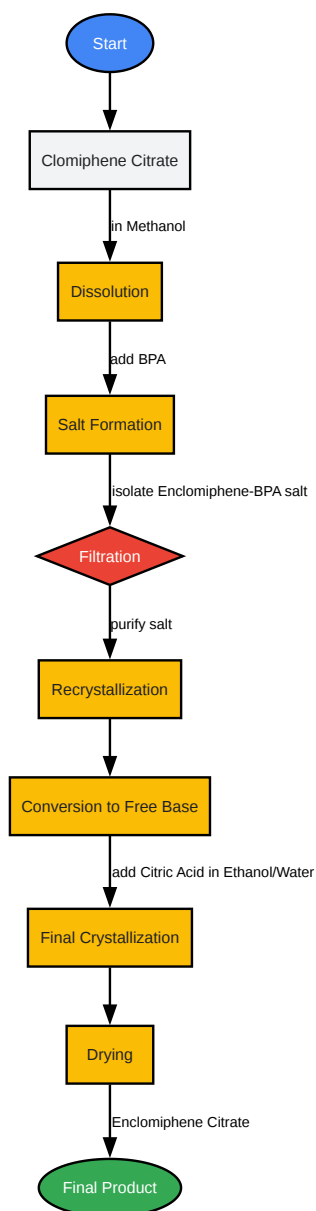 Start
Clomiphene Citrate
in Methanol
Dissolution
add BPA
Salt Formation
isolate Enclomiphene-BPA salt
Filtration
purify salt
Recrystallization
Conversion to Free Base
add Citric Acid in Ethanol/Water
Final Crystallization
Drying
Enclomiphene Citrate
Final Product